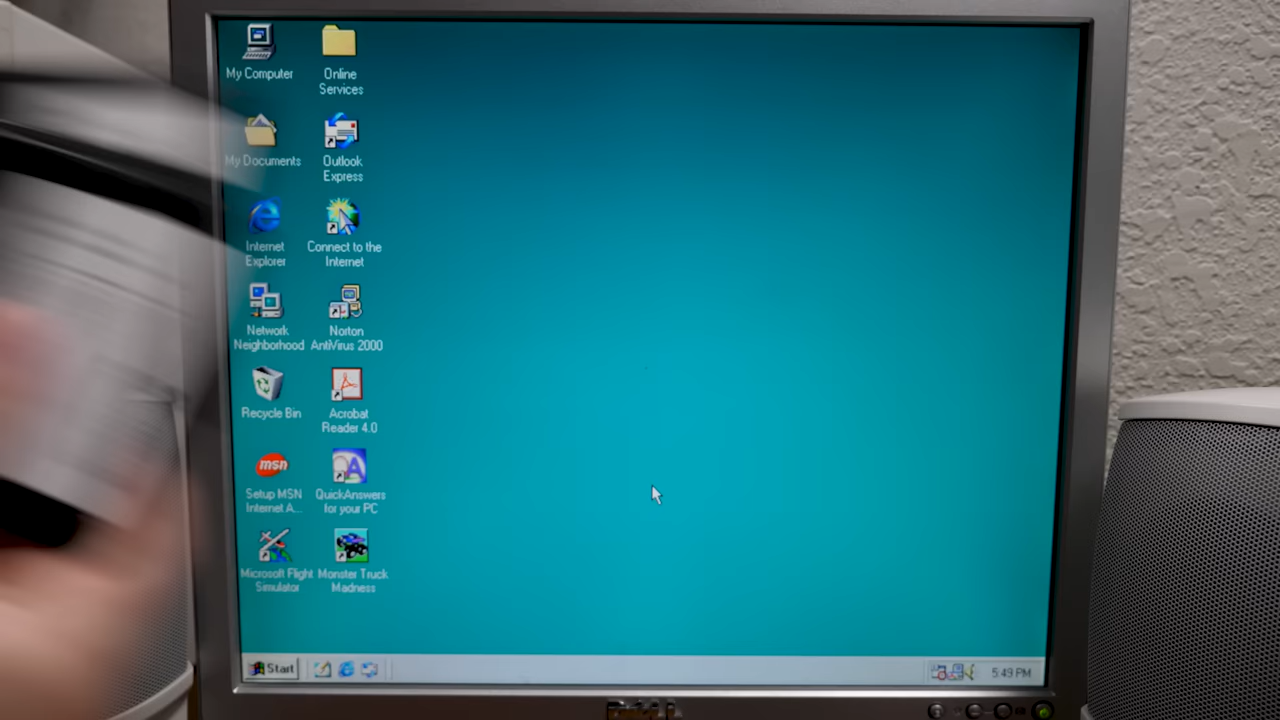 My Computer
Online
Services
My Documents
Outlook
Express
Internet
Explorer
Connect to the
Internet
Network
Neighborhood
Norton
AntiVirus 2000
Recycle Bin
Acrobat
Reader 4.0
msn
Setup MSN
Internet A...
QuickAnswers
for your PC
Microsoft Flight
Simulator
Monster Truck
Madness
Start
5:49 PM